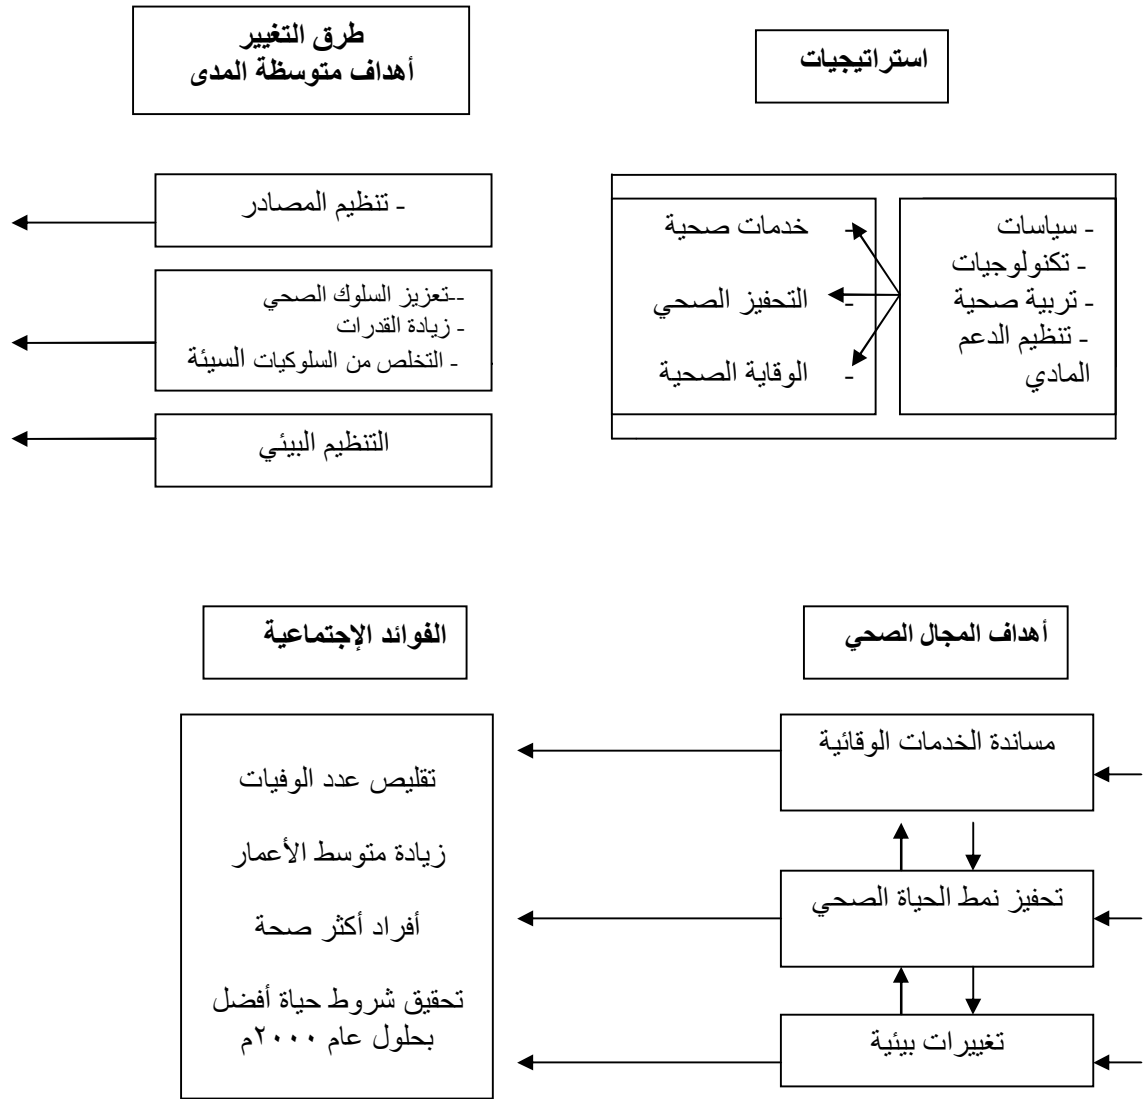 استراتيجيات
طرق التغيير
أهداف متوسظة المدى
- سياسات
- تكنولوجيات
- تربية صحية
- تنظيم الدعم
المادي
- خدمات صحية
- التحفيز الصحي
- الوقاية الصحية
- تنظيم المصادر
--تعزيز السلوك الصحي
- زيادة القدرات
- التخلص من السلوكيات السيئة
التنظيم البيئي
أهداف المجال الصحي
الفوائد الإجتماعية
مساندة الخدمات الوقائية
تحفيز نمط الحياة الصحي
تغييرات بيئية
تقليص عدد الوفيات
زيادة متوسط الأعمار
أفراد أكثر صحة
تحقيق شروط حياة أفضل
بحلول عام ٢٠٠٠م